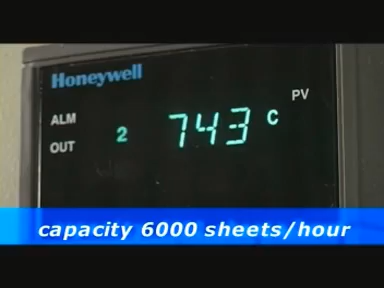 Honeywell
PV
ALM
2 743 C
OUT
capacity 6000 sheets/hour